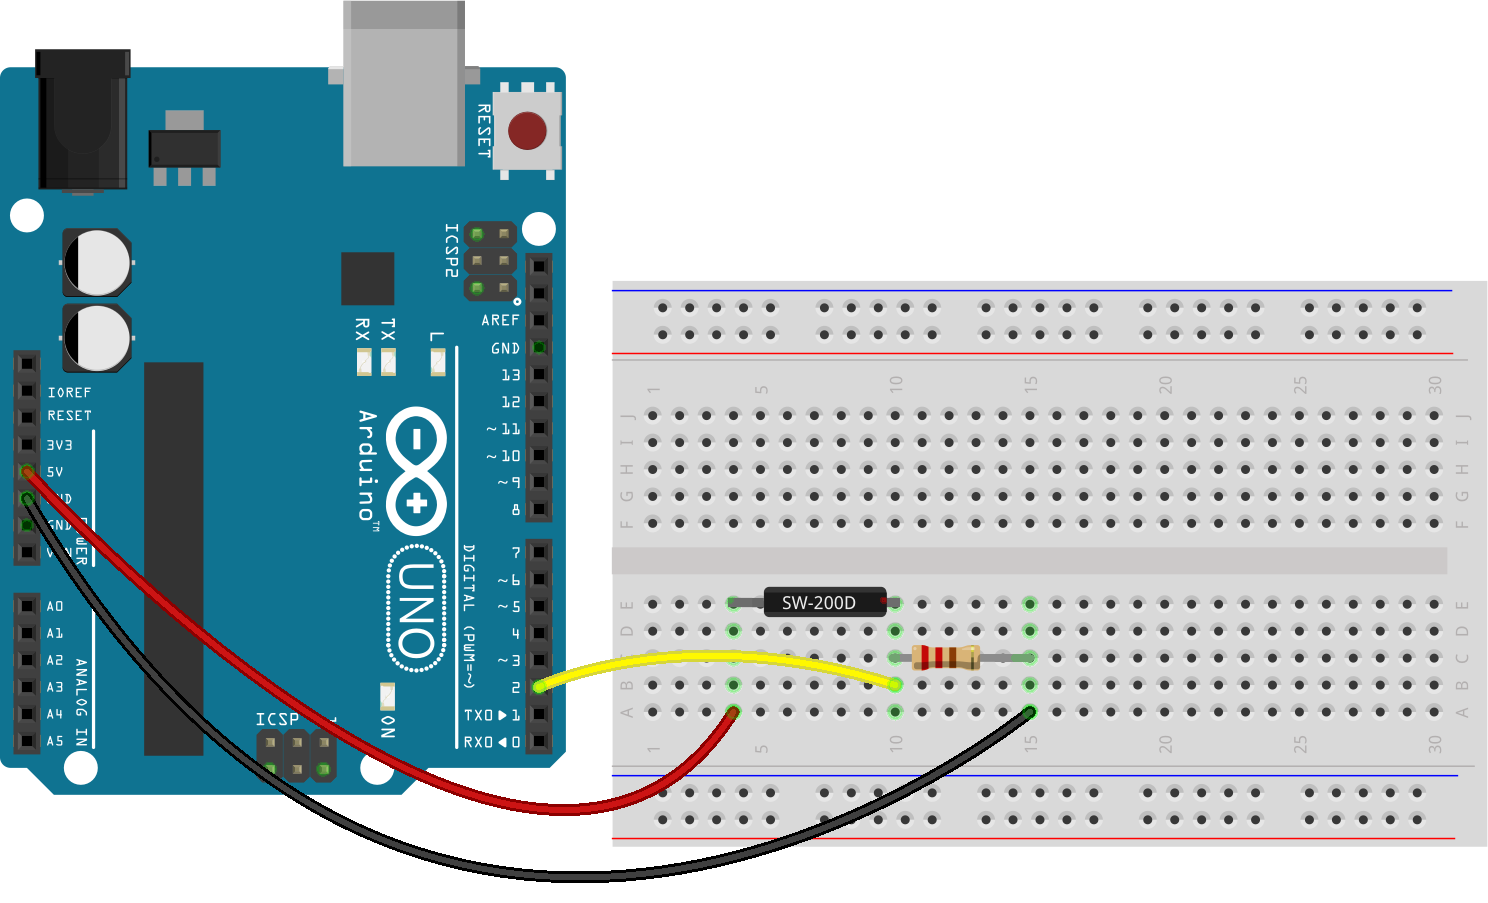 RESET
ICSP2
AREF
GND
RX
TX
L
13
12
~11
~10
~9
8
IOREF
RESET
3V3
5V
GND
GND
VIN
POWER
Arduino™
UNO
DIGITAL (PWM=~)
7
~6
~5
4
~3
2
TX0▶1
RX0◀0
A0
A1
A2
A3
A4
A5
ANALOG IN
ICSP
1
ON
1 5 10 15 20 25 30
J J
I I
H H
G G
F F
SW-200D
E E
D D
C C
B B
A A
1 5 10 15 20 25 30